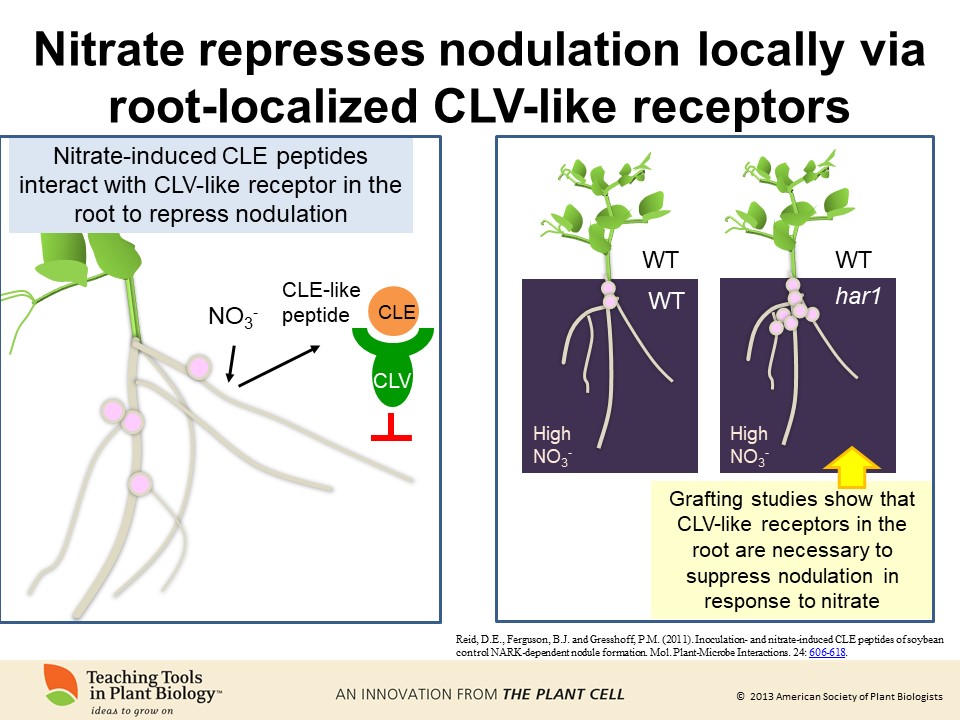 Nitrate represses nodulation locally via
root-localized CLV-like receptors
Nitrate-induced CLE peptides
interact with CLV-like receptor in the
root to repress nodulation
NO3-
CLE-like
peptide
CLE
CLV
WT
WT
High
NO3-
WT
har1
High
NO3-
Grafting studies show that
CLV-like receptors in the
root are necessary to
suppress nodulation in
response to nitrate
Reid, D.E., Ferguson, B.J. and Gresshoff, P.M. (2011). Inoculation- and nitrate-induced CLE peptides of soybean
control NARK-dependent nodule formation. Mol. Plant-Microbe Interactions. 24: 606-618.
Teaching Tools
in Plant Biology™
ideas to grow on
AN INNOVATION FROM THE PLANT CELL
© 2013 American Society of Plant Biologists